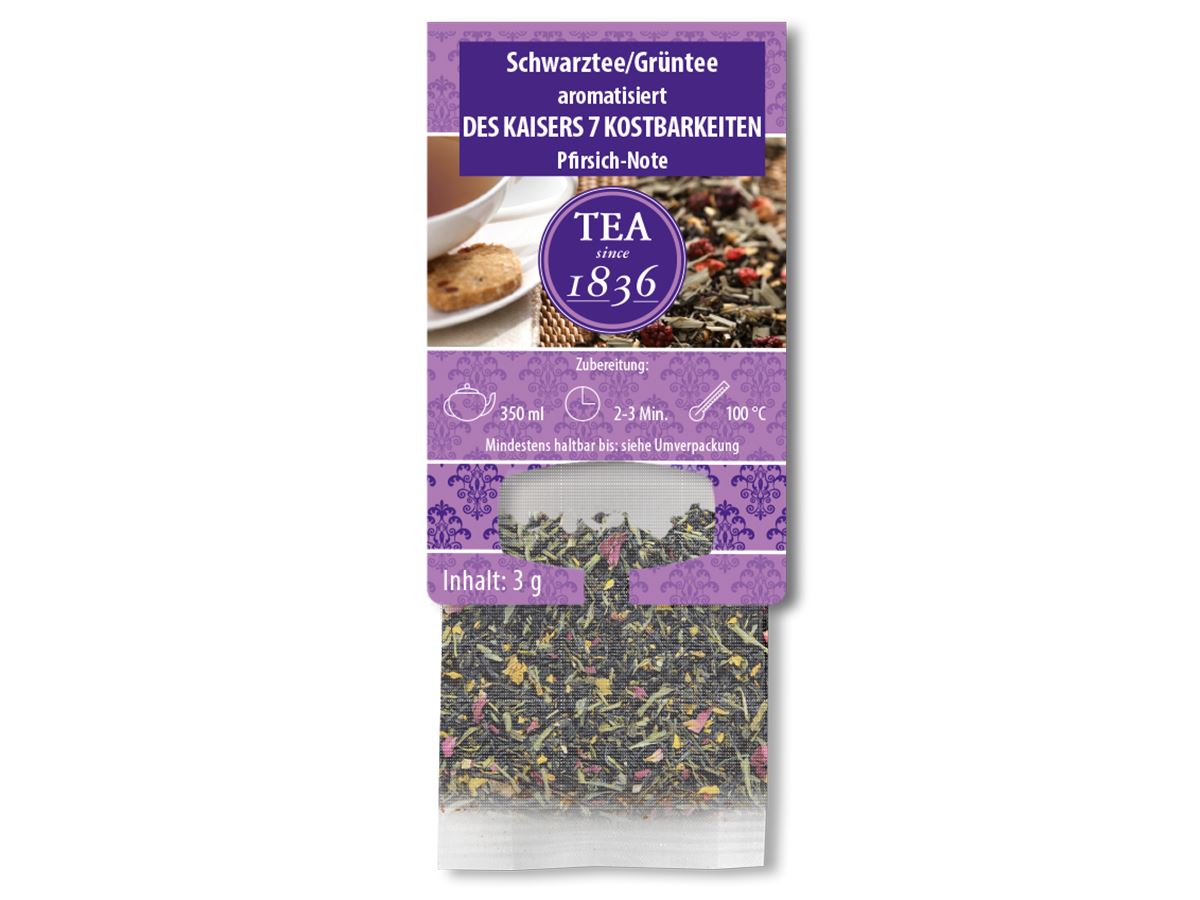 Schwarztee/Grüntee
aromatisiert
DES KAISERS 7 KOSTBARKEITEN
Pfirsich-Note
TEA
since
1836
Zubereitung:
350 ml 2-3 Min. 100 °C
Mindestens haltbar bis: siehe Umverpackung
Inhalt: 3 g